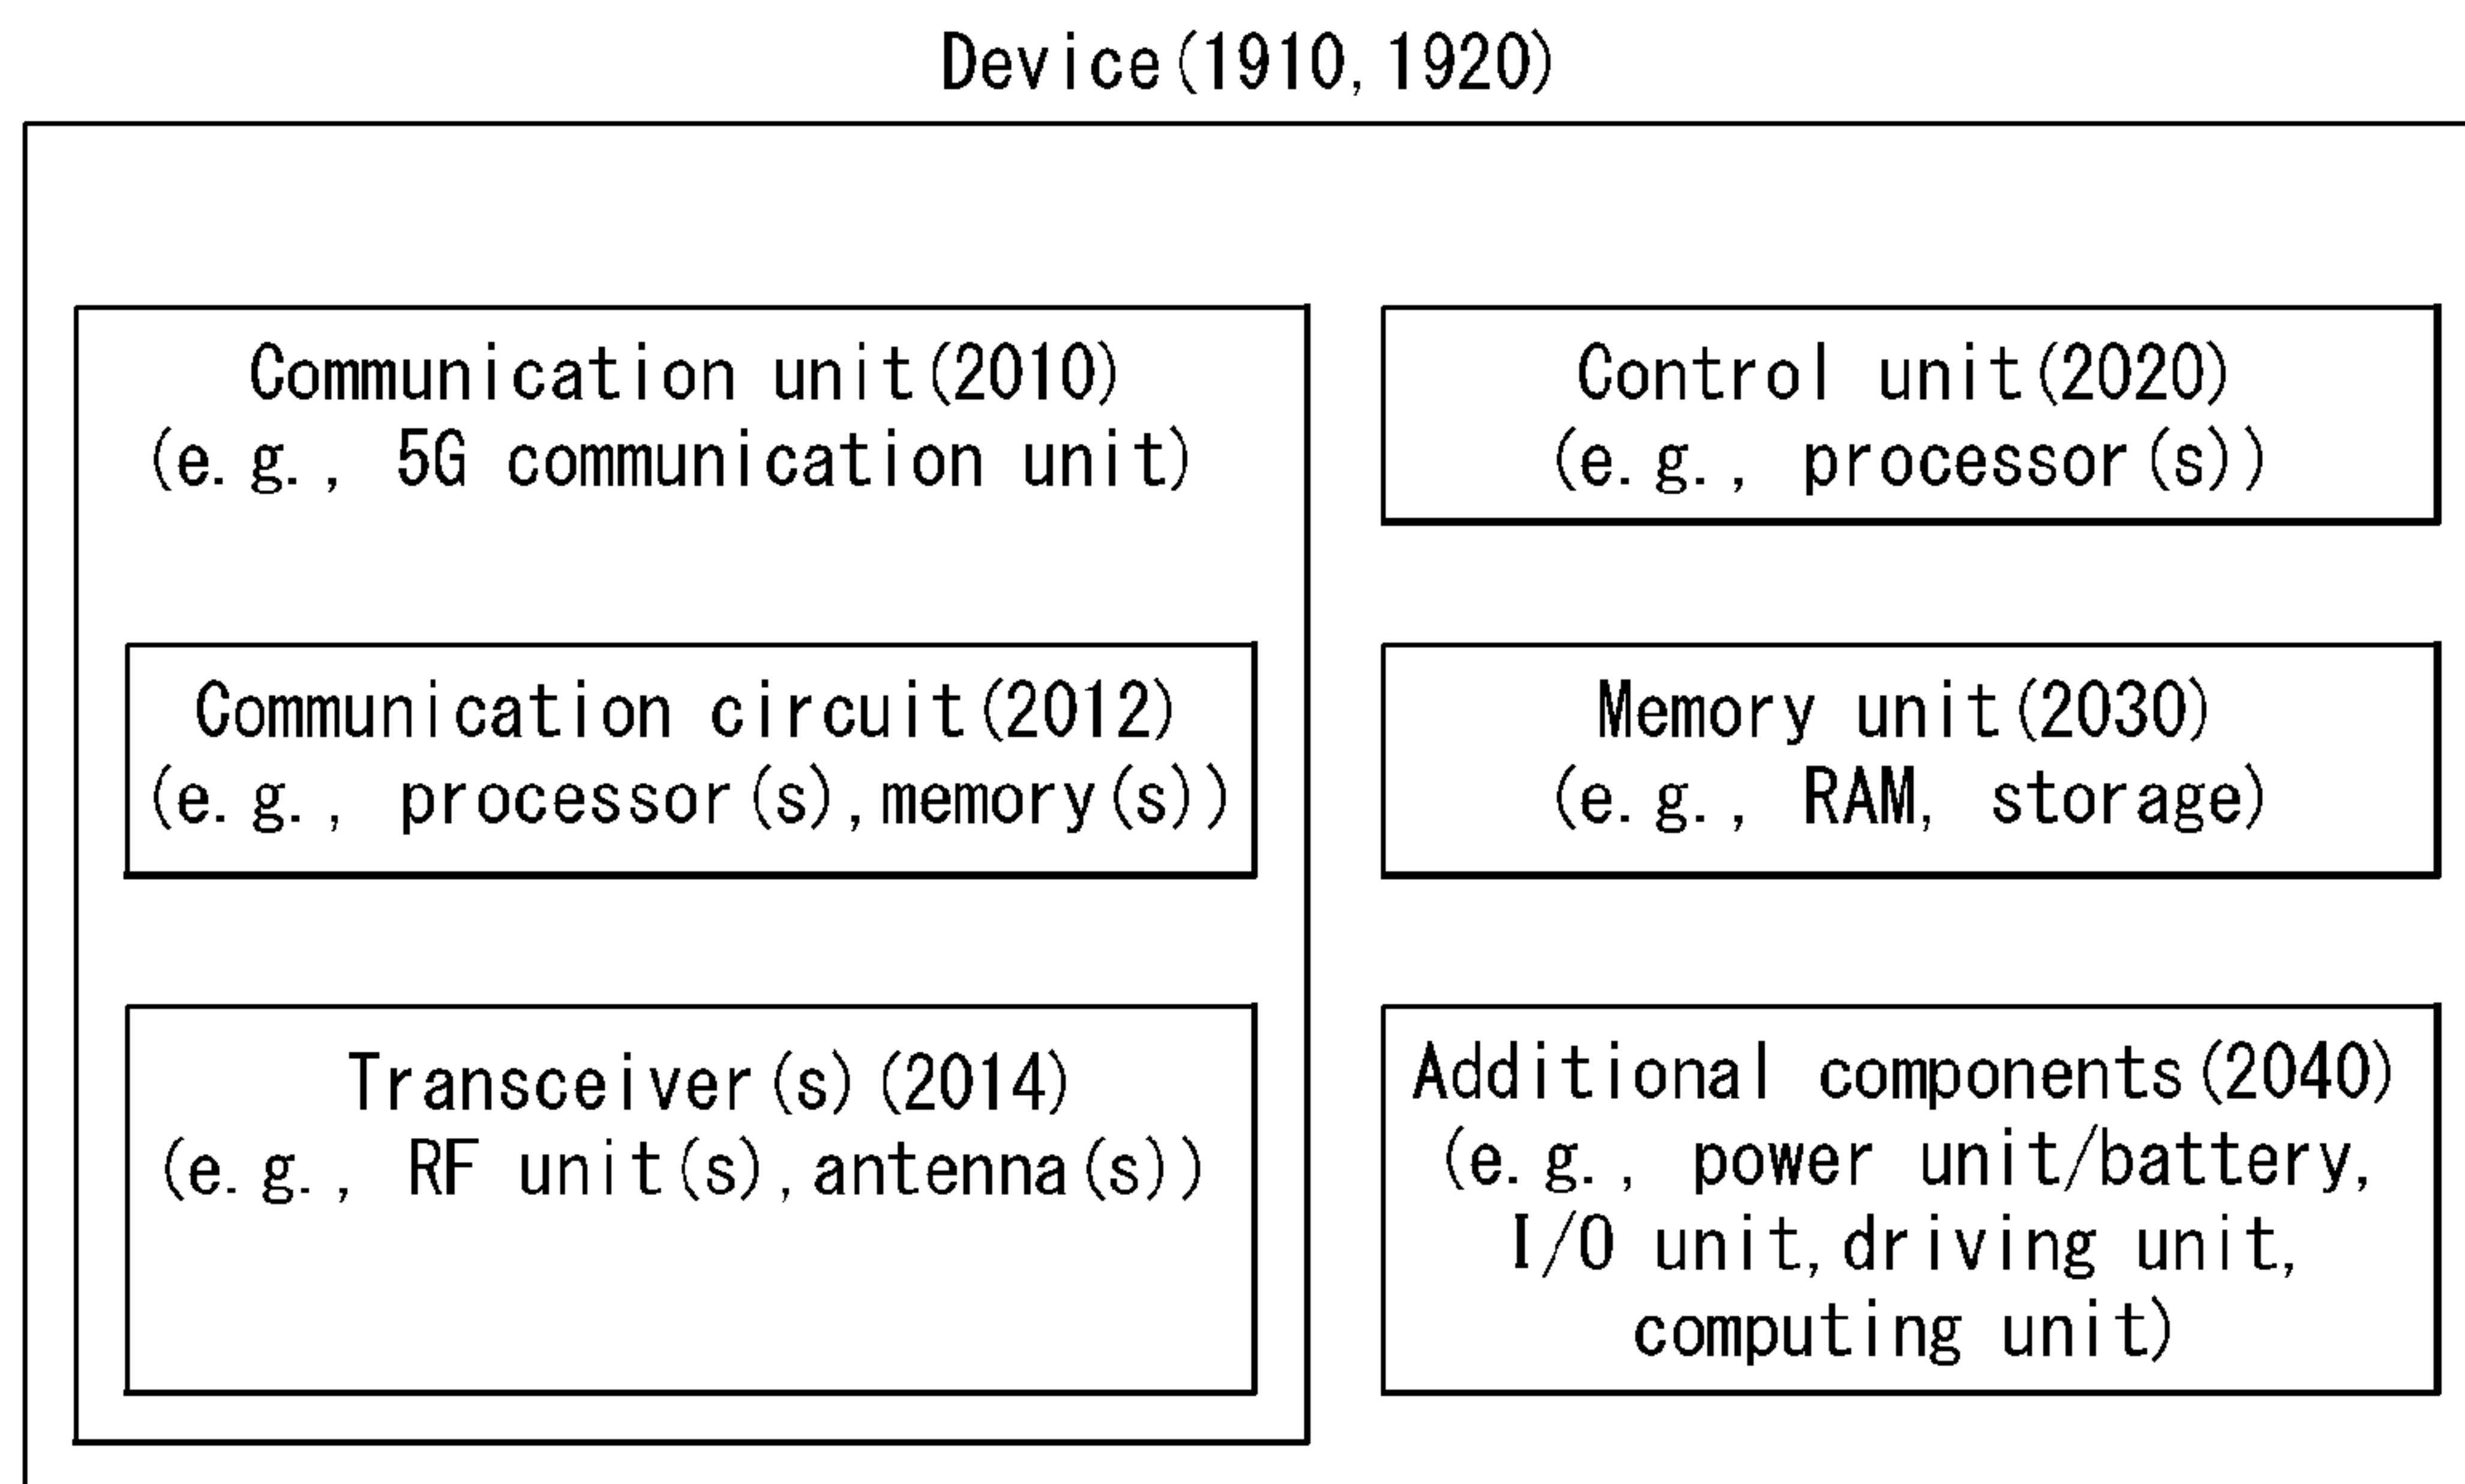 Device(1910,1920)
Communication unit(2010)
(e.g., 5G communication unit)
Communication circuit(2012)
(e.g., processor(s),memory(s))
Transceiver(s)(2014)
(e.g., RF unit(s),antenna(s))
Control unit(2020)
(e.g., processor(s))
Memory unit(2030)
(e.g., RAM, storage)
Additional components(2040)
(e.g., power unit/battery,
I/O unit,driving unit,
computing unit)